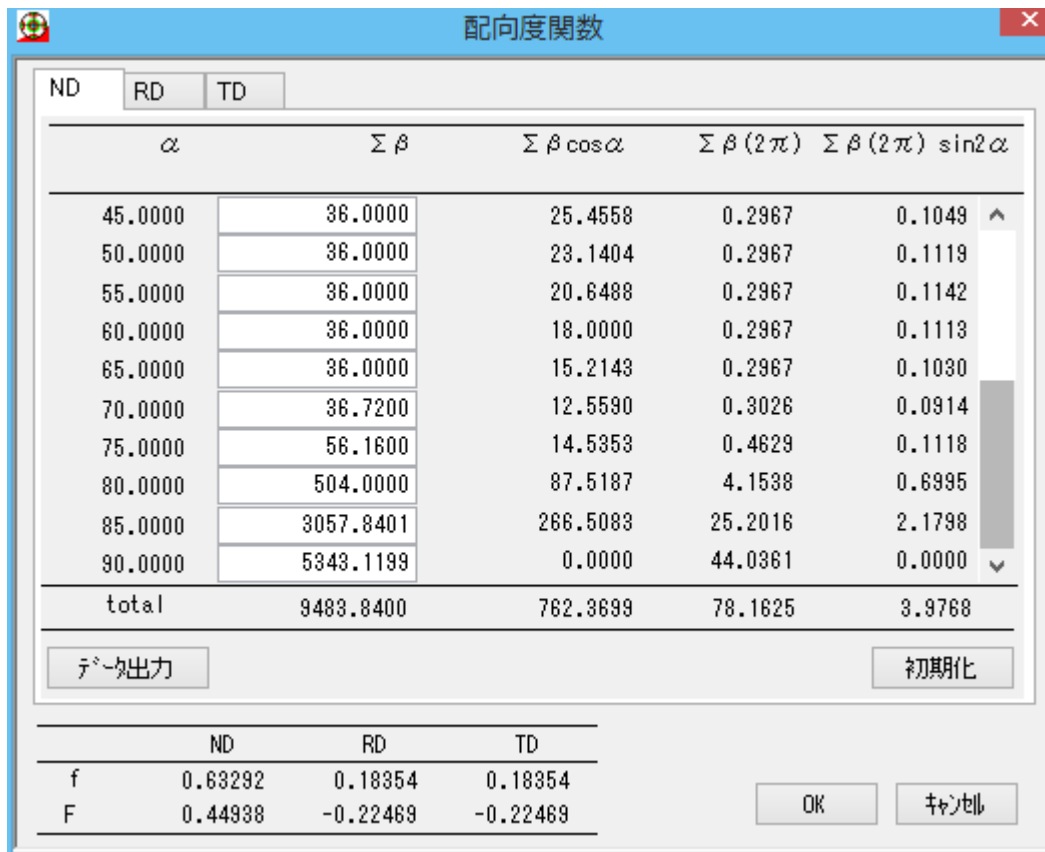 配向度関数
ND RD TD
α Σβ Σβcosα Σβ(2π) Σβ(2π) sin2α
45.0000 36.0000 25.4558 0.2967 0.1049
50.0000 36.0000 23.1404 0.2967 0.1119
55.0000 36.0000 20.6488 0.2967 0.1142
60.0000 36.0000 18.0000 0.2967 0.1113
65.0000 36.0000 15.2143 0.2967 0.1030
70.0000 36.7200 12.5590 0.3026 0.0914
75.0000 56.1600 14.5353 0.4629 0.1118
80.0000 504.0000 87.5187 4.1538 0.6995
85.0000 3057.8401 266.5083 25.2016 2.1798
90.0000 5343.1199 0.0000 44.0361 0.0000
total 9483.8400 762.3699 78.1625 3.9768
データ出力 初期化
ND RD TD
f 0.63292 0.18354 0.18354
F 0.44938 -0.22469 -0.22469
OK キャンセル